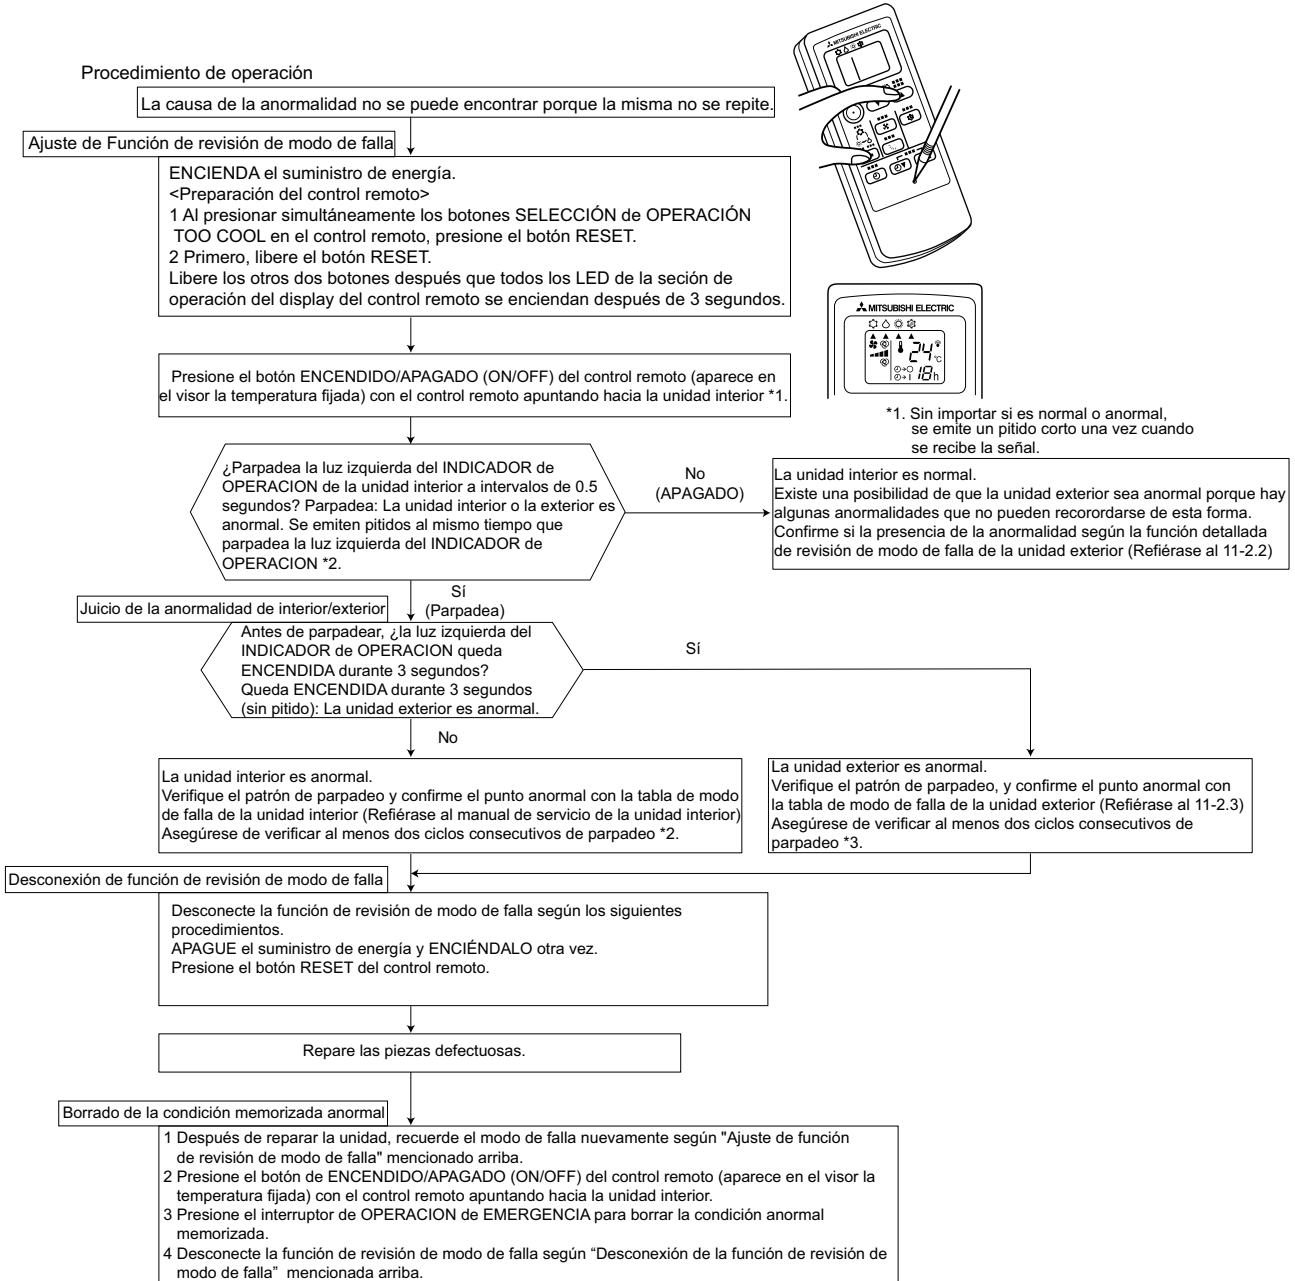 MITSUBISHI ELECTRIC
Procedimiento de operación
La causa de la anormalidad no se puede encontrar porque la misma no se repite.
Ajuste de Función de revisión de modo de falla
ENCIENDA el suministro de energía.
<Preparación del control remoto>
1 Al presionar simultáneamente los botones SELECCIÓN de OPERACIÓN
TOO COOL en el control remoto, presione el botón RESET.
2 Primero, libere el botón RESET.
Libere los otros dos botones después que todos los LED de la seción de
operación del display del control remoto se enciendan después de 3 segundos.
MITSUBISHI ELECTRIC
24 °C
18 h
Presione el botón ENCENDIDO/APAGADO (ON/OFF) del control remoto (aparece en
el visor la temperatura fijada) con el control remoto apuntando hacia la unidad interior *1.
*1. Sin importar si es normal o anormal,
se emite un pitido corto una vez cuando
se recibe la señal.
¿Parpadea la luz izquierda del INDICADOR de
OPERACION de la unidad interior a intervalos de 0.5
segundos? Parpadea: La unidad interior o la exterior es
anormal. Se emiten pitidos al mismo tiempo que
parpadea la luz izquierda del INDICADOR de
OPERACION *2.
No
(APAGADO)
La unidad interior es normal.
Existe una posibilidad de que la unidad exterior sea anormal porque hay
algunas anormalidades que no pueden recorordarse de esta forma.
Confirme si la presencia de la anormalidad según la función detallada
de revisión de modo de falla de la unidad exterior (Refiérase al 11-2.2)
Sí
(Parpadea)
Juicio de la anormalidad de interior/exterior
Antes de parpadear, ¿la luz izquierda del
INDICADOR de OPERACION queda
ENCENDIDA durante 3 segundos?
Queda ENCENDIDA durante 3 segundos
(sin pitido): La unidad exterior es anormal.
Sí
No
La unidad interior es anormal.
Verifique el patrón de parpadeo y confirme el punto anormal con la tabla de modo
de falla de la unidad interior (Refiérase al manual de servicio de la unidad interior)
Asegúrese de verificar al menos dos ciclos consecutivos de parpadeo *2.
La unidad exterior es anormal.
Verifique el patrón de parpadeo, y confirme el punto anormal con
la tabla de modo de falla de la unidad exterior (Refiérase al 11-2.3)
Asegúrese de verificar al menos dos ciclos consecutivos de
parpadeo *3.
Desconexión de función de revisión de modo de falla
Desconecte la función de revisión de modo de falla según los siguientes
procedimientos.
APAGUE el suministro de energía y ENCIÉNDALO otra vez.
Presione el botón RESET del control remoto.
Repare las piezas defectuosas.
Borrado de la condición memorizada anormal
1 Después de reparar la unidad, recuerde el modo de falla nuevamente según "Ajuste de función
de revisión de modo de falla" mencionado arriba.
2 Presione el botón de ENCENDIDO/APAGADO (ON/OFF) del control remoto (aparece en el visor la
temperatura fijada) con el control remoto apuntando hacia la unidad interior.
3 Presione el interruptor de OPERACION de EMERGENCIA para borrar la condición anormal
memorizada.
4 Desconecte la función de revisión de modo de falla según “Desconexión de la función de revisión de
modo de falla” mencionada arriba.